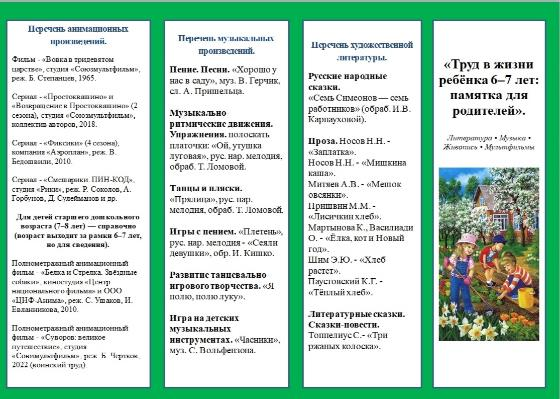 Перечень анимационных
произведений.
Фильм - «Вовка в тридевятом
царстве», студия «Союзмультфильм»,
реж. Б. Степанцев, 1965.
Сериал - «Простоквашино» и
«Возвращение в Простоквашино» (2
сезона), студия «Союзмультфильм»,
коллектив авторов, 2018.
Сериал - «Фиксики» (4 сезона),
компания «Аэроплан», реж. В.
Бедошвили, 2010.
Сериал - «Смешарики. ПИН-КОД»,
студия «Рики», реж. Р. Соколов, А.
Горбунов, Д. Сулейманов и др.
Для детей старшего дошкольного
возраста (7–8 лет) — справочно
(возраст выходит за рамки 6–7 лет,
но для сведения).
Полнометражный анимационный
фильм - «Белка и Стрелка. Звёздные
собаки», киностудия «Центр
национального фильма» и ООО
«ЦНФ-Анима», реж. С. Ушаков, И.
Евланникова, 2010.
Полнометражный анимационный
фильм - «Суворов: великое
путешествие», студия
«Союзмультфильм», реж. Б. Чертков,
2022 (воинский труд)
Перечень музыкальных
произведений.
Пение. Песни. «Хорошо у
нас в саду», муз. В. Герчик,
сл. А. Пришельца.
Музыкально
ритмические движения.
Упражнения. полоскать
платочки: «Ой, утушка
луговая», рус. нар. мелодия,
обраб. Т. Ломовой.
Танцы и пляски.
«Прялица», рус. нар.
мелодия, обраб. Т. Ломовой.
Игры с пением. «Плетень»,
рус. нар. мелодия - «Сеяли
девушки», обр. И. Кишко.
Развитие танцевально
игрового творчества. «Я
полю, полю луку».
Игра на детских
музыкальных
инструментах. «Часики»,
муз. С. Вольфензона.
Перечень художественной
литературы.
Русские народные
сказки.
«Семь Симеонов — семь
работников» (обраб. И.В.
Карнауховой).
Проза. Носов Н.Н. -
«Заплатка».
Носов Н.Н. - «Мишкина
каша».
Митяев А.В. - «Мешок
овсянки».
Пришвин М.М. -
«Лисичкин хлеб».
Мартынова К., Василиади
О. - «Ёлка, кот и Новый
год».
Шим Э.Ю. - «Хлеб
растет».
Паустовский К.Г. -
«Тёплый хлеб».
Литературные сказки.
Сказки-повести.
Топпелиус С.- «Три
ржаных колоска».
«Труд в жизни
ребёнка 6–7 лет:
памятка для
родителей».
Литература • Музыка •
Живопись • Мультфильмы